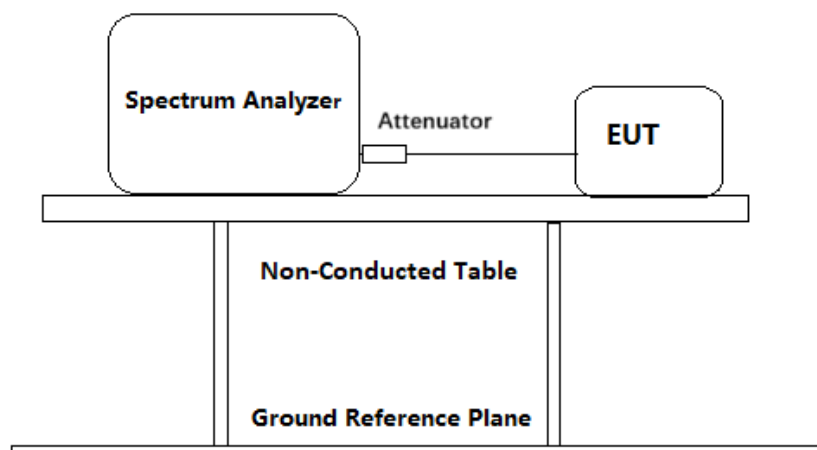 Spectrum Analyzer
Attenuator
EUT
Non-Conducted Table
Ground Reference Plane